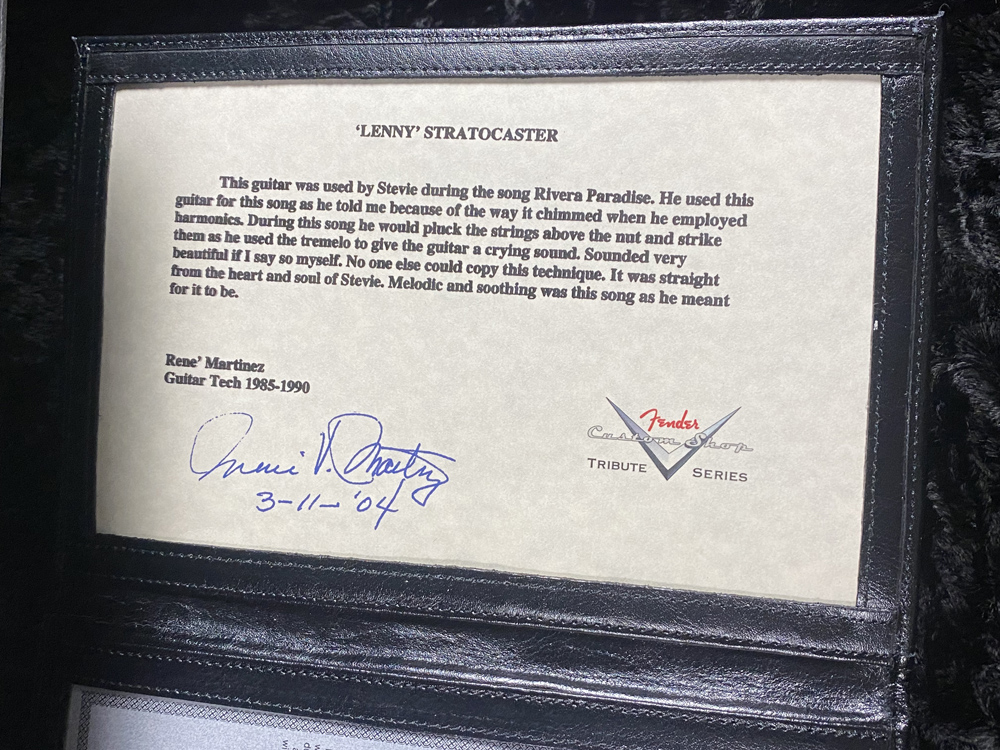 ‘LENNY’ STRATOCASTER
This guitar was used by Stevie during the song Rivera Paradise. He used this
guitar for this song as he told me because of the way it chimmed when he employed
harmonics. During this song he would pluck the strings above the nut and strike
them as he used the tremelo to give the guitar a crying sound. Sounded very
beautiful if I say so myself. No one else could copy this technique. It was straight
from the heart and soul of Stevie. Melodic and soothing was this song as he meant
for it to be.
Rene’ Martinez
Guitar Tech 1985-1990
3-11-'04
Fender
Custom Shop
TRIBUTE SERIES